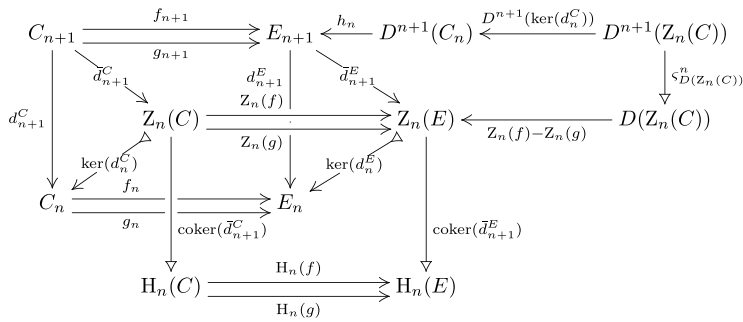 f_{n+1}
C_{n+1} E_{n+1} h_n D^{n+1}(C_n) D^{n+1}(ker(d_n^C)) D^{n+1}(Z_n(C))
g_{n+1}
\bar{d}_{n+1}^C d_{n+1}^E \bar{d}_{n+1}^E ς^n_{D(Z_n(C))}
Z_n(f)
d_{n+1}^C Z_n(C) Z_n(E) D(Z_n(C))
Z_n(g) Z_n(f)−Z_n(g)
ker(d_n^C) ker(d_n^E)
f_n
C_n E_n
g_n coker(\bar{d}_{n+1}^C) coker(\bar{d}_{n+1}^E)
H_n(f)
H_n(C) H_n(E)
H_n(g)